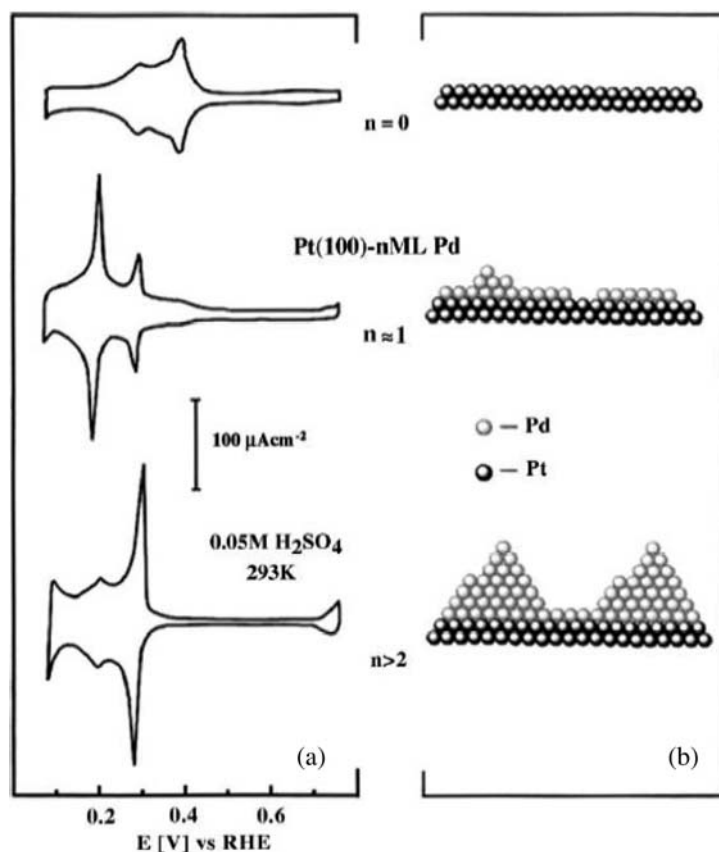 n = 0
Pt(100)-nML Pd
n ≈ 1
100 μAcm⁻²
— Pd
— Pt
0.05M H₂SO₄
293K
n>2
(a)
(b)
0.2 0.4 0.6
E [V] vs RHE